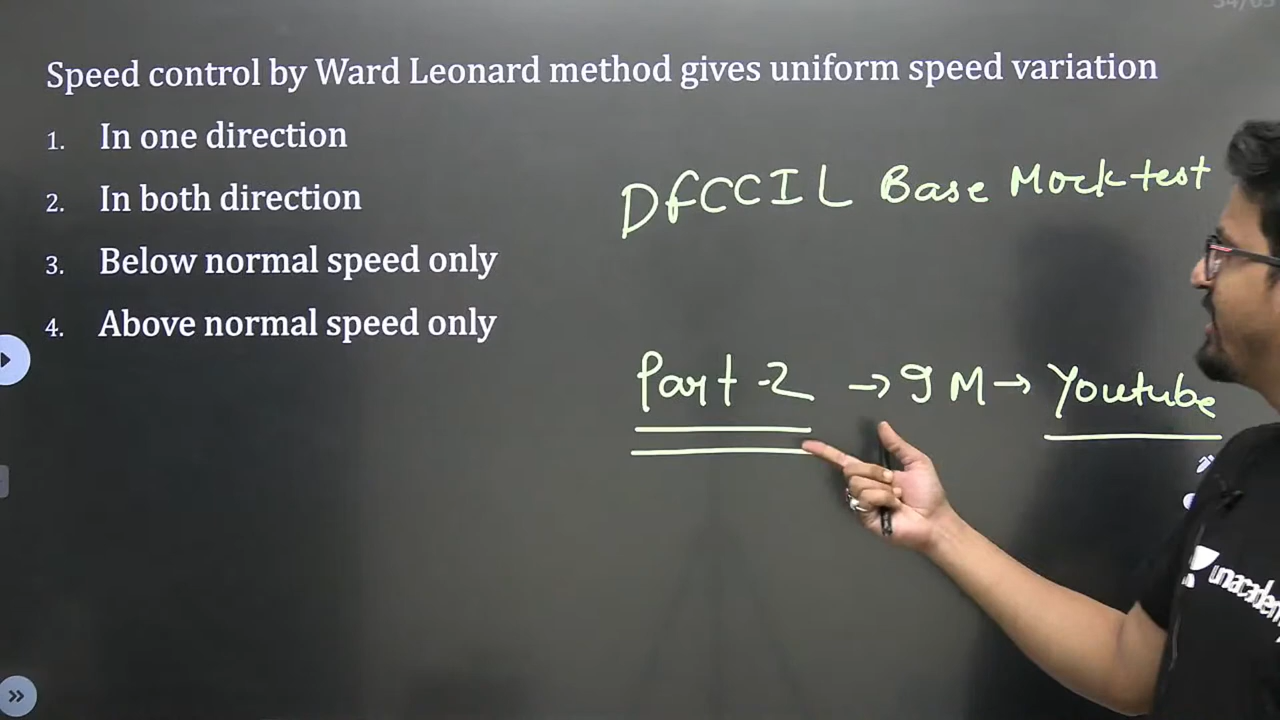 Speed control by Ward Leonard method gives uniform speed variation
1. In one direction
2. In both direction
3. Below normal speed only
4. Above normal speed only
DfCCIL Base Mock test
Part-2 → 9 M → Youtube
unacadem